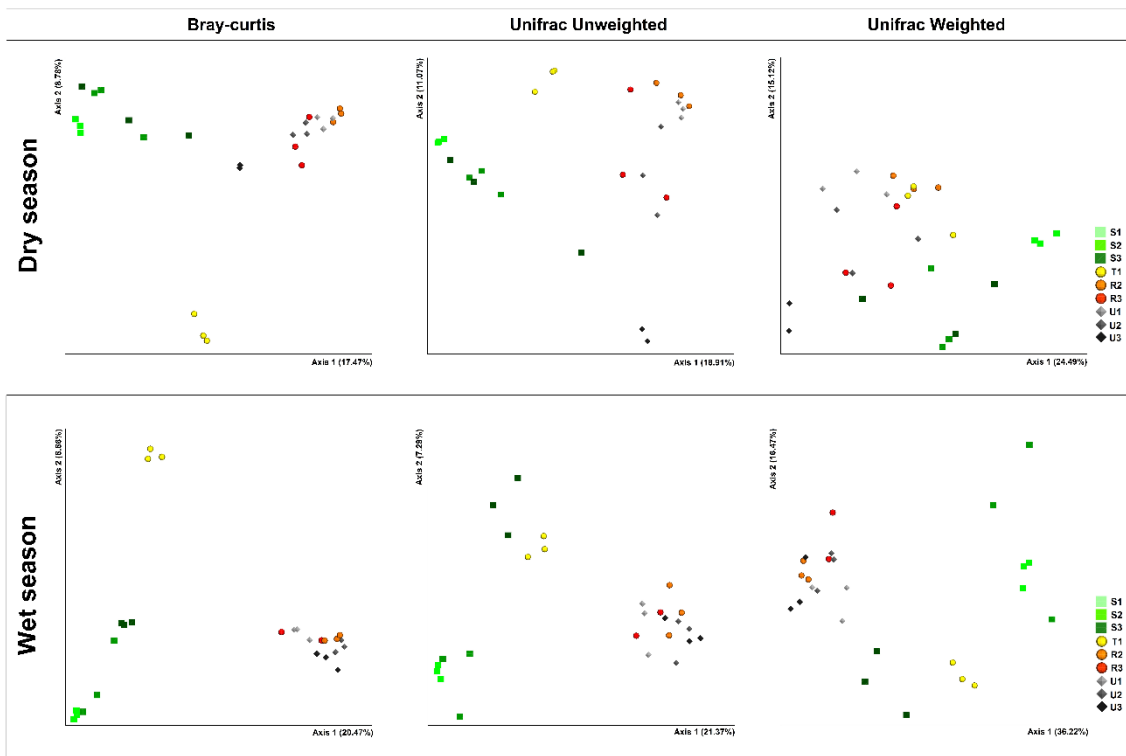 Bray-curtis
Unifrac Unweighted
Unifrac Weighted
Dry season
Axis 2 (8.78%)
Axis 1 (17.47%)
Axis 2 (11.07%)
Axis 1 (18.91%)
Axis 2 (15.12%)
Axis 1 (24.49%)
S1
S2
S3
T1
R2
R3
U1
U2
U3
Wet season
Axis 2 (8.86%)
Axis 1 (20.47%)
Axis 2 (7.28%)
Axis 1 (21.37%)
Axis 2 (16.47%)
Axis 1 (36.22%)
S1
S2
S3
T1
R2
R3
U1
U2
U3